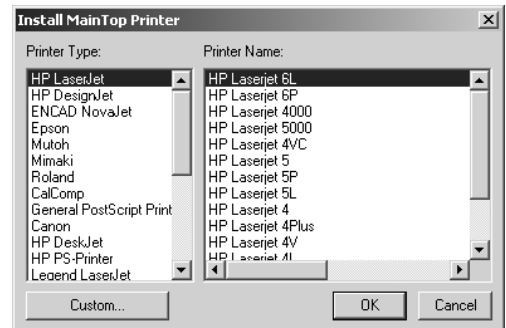 Install MainTop Printer
Printer Type:
Printer Name:
HP LaserJet
HP DesignJet
ENCAD NovaJet
Epson
Mutoh
Mimaki
Roland
CalComp
General PostScript Print
Canon
HP DeskJet
HP PS-Printer
Legend LaserJet
HP Laserjet 6L
HP Laserjet 6P
HP Laserjet 4000
HP Laserjet 5000
HP Laserjet 4VC
HP Laserjet 5
HP Laserjet 5P
HP Laserjet 5L
HP Laserjet 4
HP Laserjet 4Plus
HP Laserjet 4V
HP Laserjet 4L
Custom...
OK
Cancel